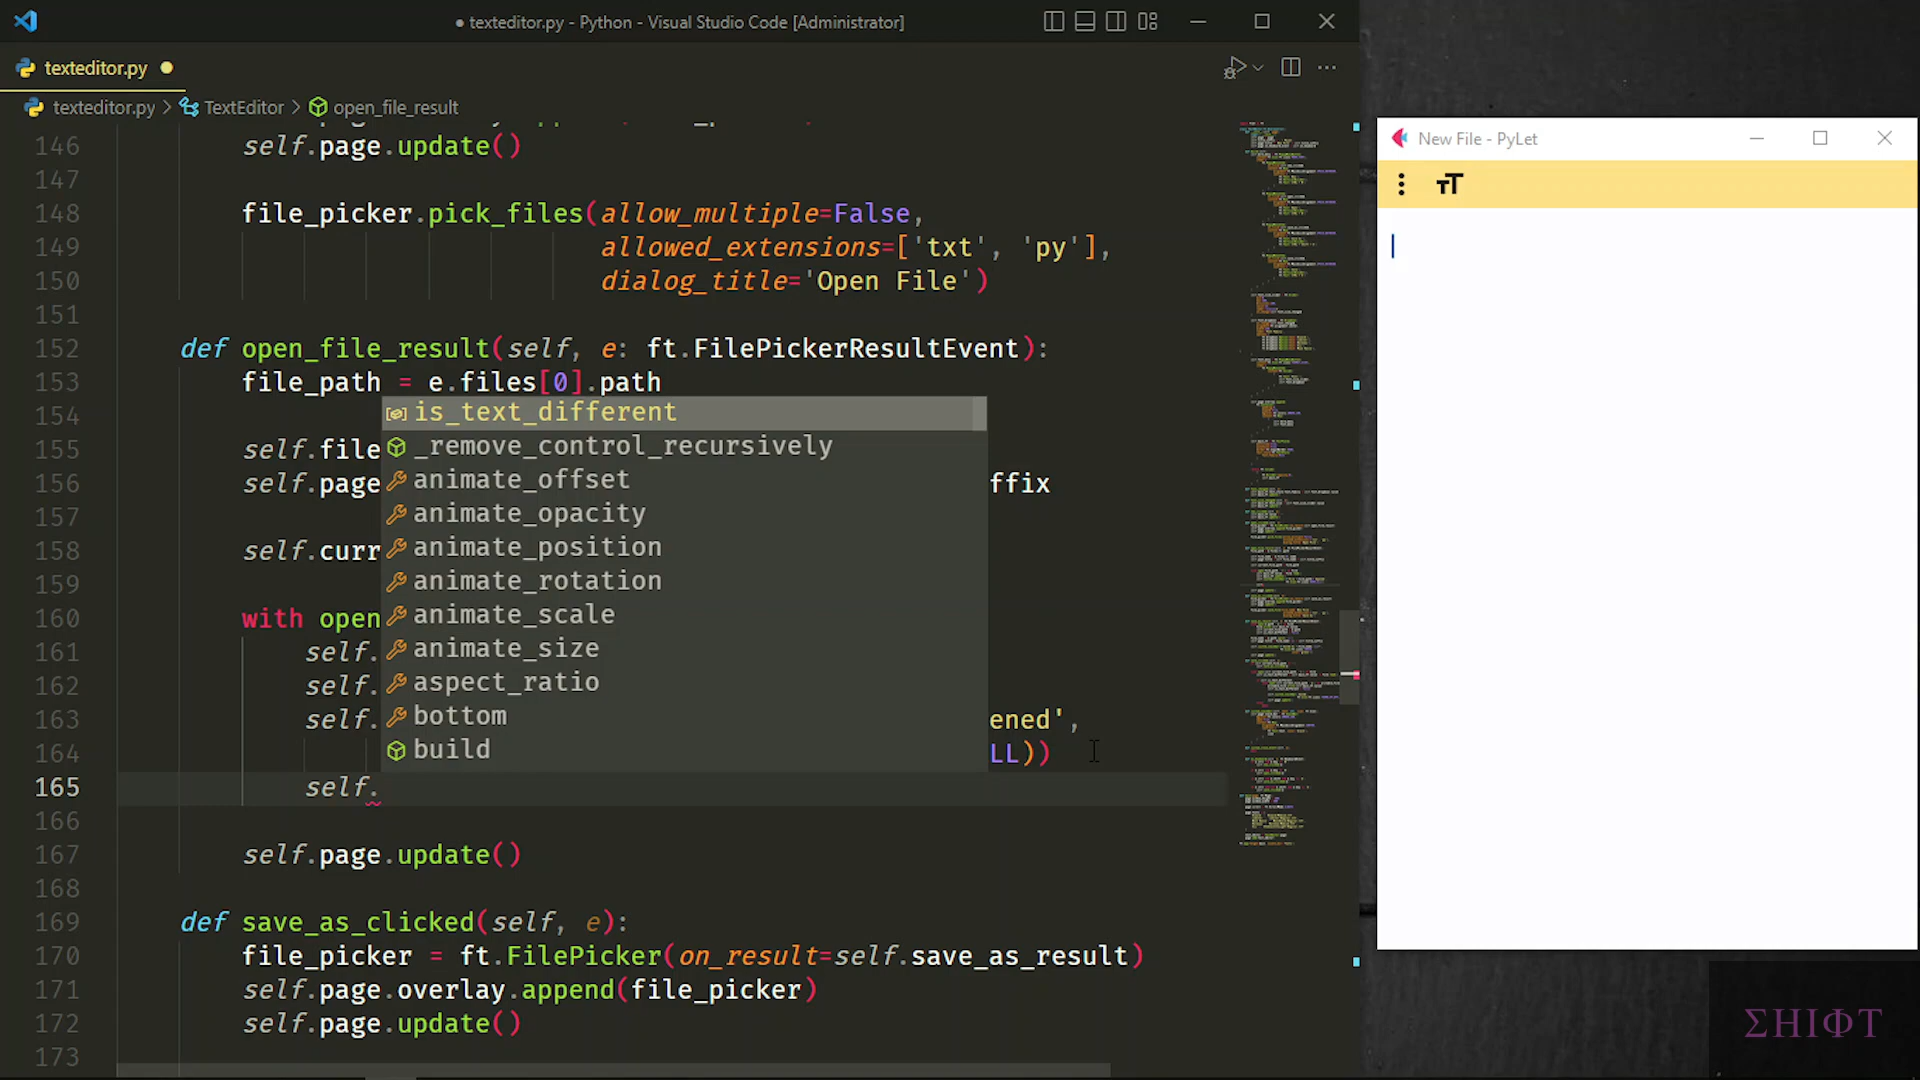 texteditor.py - Python - Visual Studio Code [Administrator]
texteditor.py
texteditor.py > TextEditor > open_file_result
146 self.page.update()
147
148 file_picker.pick_files(allow_multiple=False,
149 allowed_extensions=['txt', 'py'],
150 dialog_title='Open File')
151
152 def open_file_result(self, e: ft.FilePickerResultEvent):
153 file_path = e.files[0].path
154 is_text_different
_remove_control_recursively
155 self.file
animate_offset
156 self.page ffix
animate_opacity
157
animate_position
158 self.curr
animate_rotation
159
animate_scale
160 with open
animate_size
161 self.
aspect_ratio
162 self.
bottom
163 self. ened',
build
164 LL))
165 self.
166
167 self.page.update()
168
169 def save_as_clicked(self, e):
170 file_picker = ft.FilePicker(on_result=self.save_as_result)
171 self.page.overlay.append(file_picker)
172 self.page.update()
173
New File - PyLet
TT
ΣHIΦT